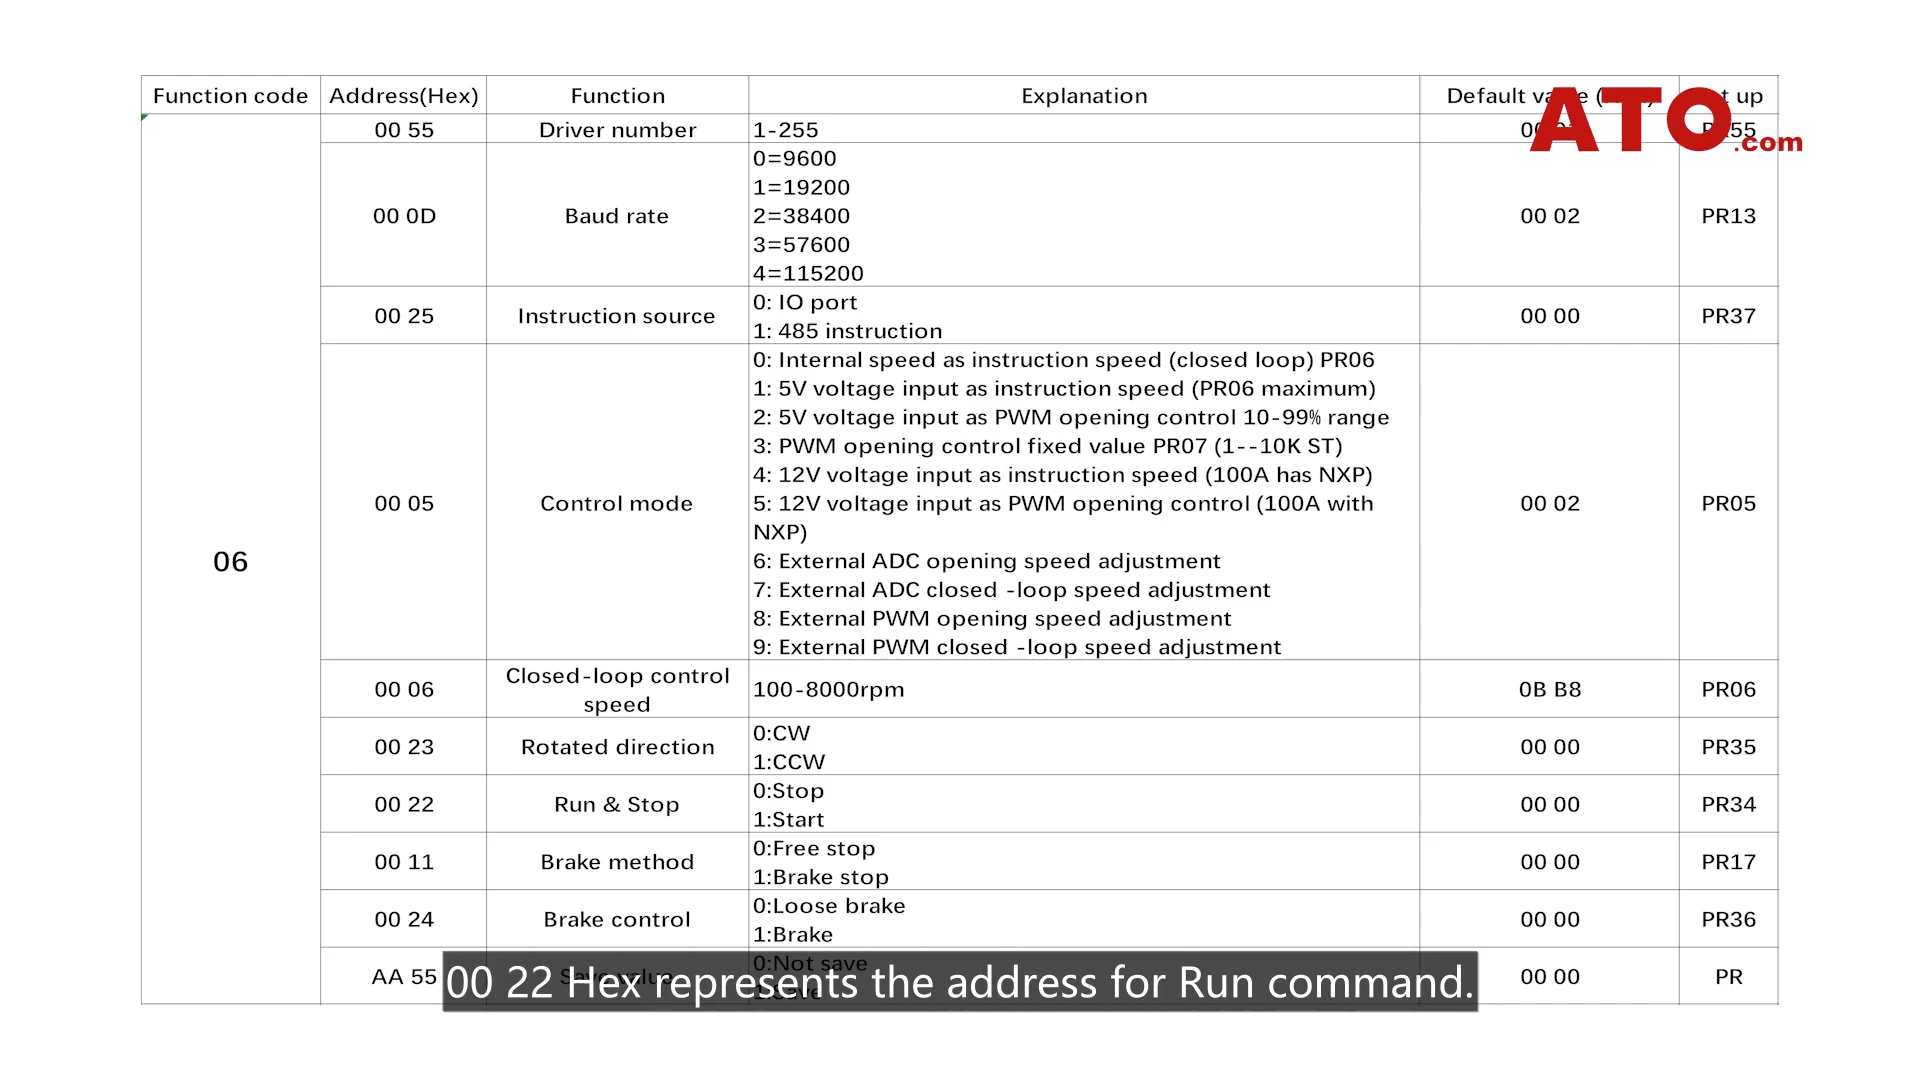 Function code Address(Hex) Function Explanation Default
up
00 55 Driver number 1-255
ATO.com
0=9600
1=19200
00 0D Baud rate 2=38400 00 02 PR13
3=57600
4=115200
00 25 Instruction source 0: IO port 00 00 PR37
1: 485 instruction
0: Internal speed as instruction speed (closed loop) PR06
1: 5V voltage input as instruction speed (PR06 maximum)
2: 5V voltage input as PWM opening control 10-99% range
3: PWM opening control fixed value PR07 (1--10K ST)
4: 12V voltage input as instruction speed (100A has NXP)
00 05 Control mode 5: 12V voltage input as PWM opening control (100A with 00 02 PR05
NXP)
06
6: External ADC opening speed adjustment
7: External ADC closed -loop speed adjustment
8: External PWM opening speed adjustment
9: External PWM closed -loop speed adjustment
00 06 Closed-loop control 100-8000rpm 0B B8 PR06
speed
00 23 Rotated direction 0:CW 00 00 PR35
1:CCW
00 22 Run & Stop 0:Stop 00 00 PR34
1:Start
00 11 Brake method 0:Free stop 00 00 PR17
1:Brake stop
00 24 Brake control 0:Loose brake 00 00 PR36
1:Brake
AA 55 0:Not save 00 00 PR
00 22 Hex represents the address for Run command.